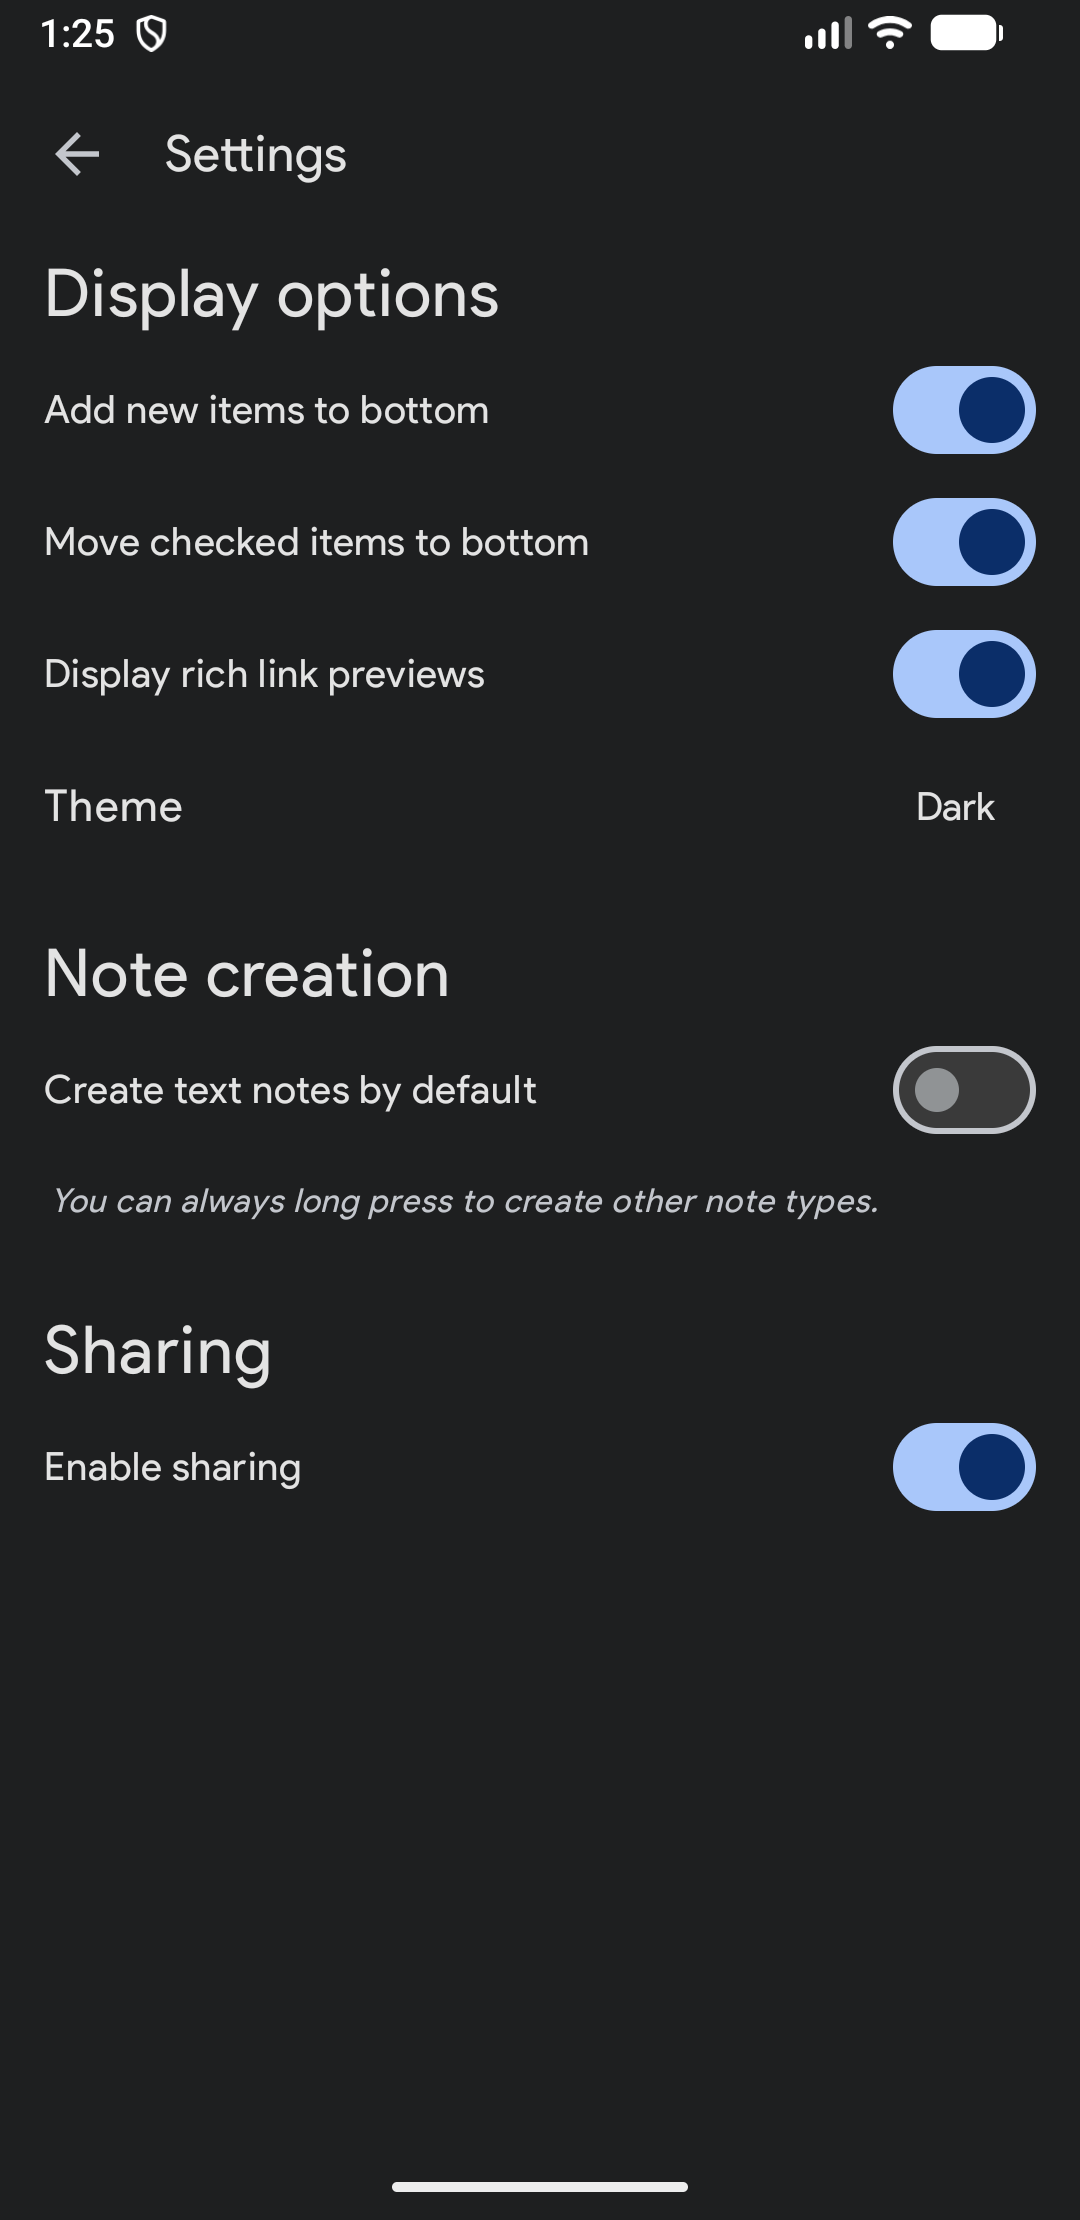 1:25
Settings
Display options
Add new items to bottom
Move checked items to bottom
Display rich link previews
Theme Dark
Note creation
Create text notes by default
You can always long press to create other note types.
Sharing
Enable sharing